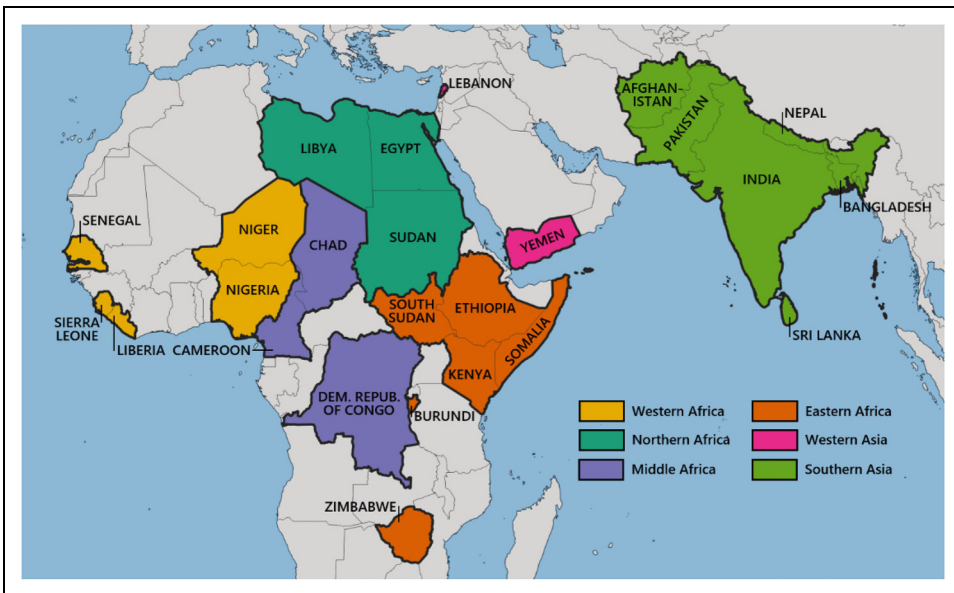 LEBANON
AFGHAN-
ISTAN
PAKISTAN
NEPAL
LIBYA
EGYPT
INDIA
BANGLADESH
SENEGAL
NIGER
CHAD
SUDAN
YEMEN
NIGERIA
SOUTH
SUDAN
ETHIOPIA
SOMALIA
SIERRA
LEONE
LIBERIA
CAMEROON
SRI LANKA
KENYA
DEM. REPUB.
OF CONGO
BURUNDI
ZIMBABWE
Western Africa
Eastern Africa
Northern Africa
Western Asia
Middle Africa
Southern Asia